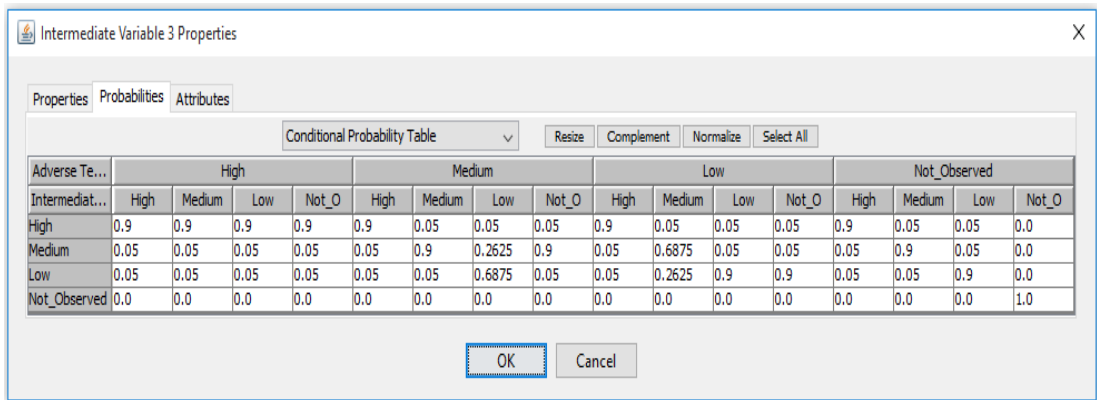 Intermediate Variable 3 Properties X
Properties Probabilities Attributes
Conditional Probability Table Resize Complement Normalize Select All
Adverse Te... High Medium Low Not_Observed
Intermediat... High Medium Low Not_O High Medium Low Not_O High Medium Low Not_O High Medium Low Not_O
High 0.9 0.9 0.9 0.9 0.9 0.05 0.05 0.05 0.9 0.05 0.05 0.05 0.9 0.05 0.05 0.0
Medium 0.05 0.05 0.05 0.05 0.05 0.9 0.2625 0.9 0.05 0.6875 0.05 0.05 0.05 0.9 0.05 0.0
Low 0.05 0.05 0.05 0.05 0.05 0.05 0.6875 0.05 0.05 0.2625 0.9 0.9 0.05 0.05 0.9 0.0
Not_Observed 0.0 0.0 0.0 0.0 0.0 0.0 0.0 0.0 0.0 0.0 0.0 0.0 0.0 0.0 0.0 1.0
OK Cancel